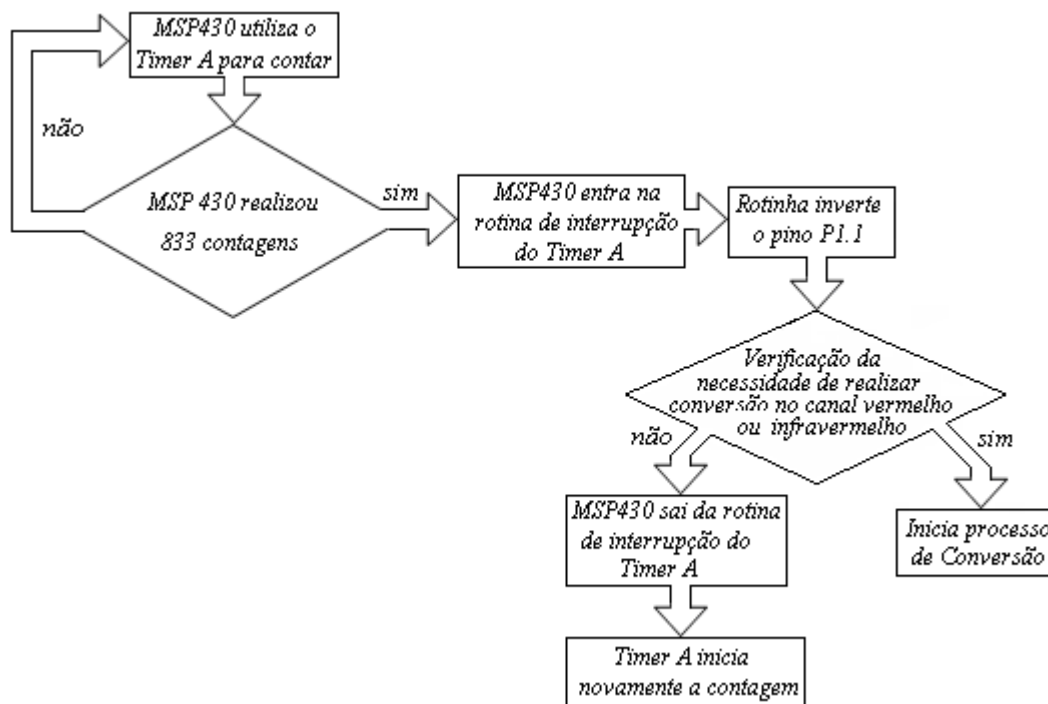 MSP430 utiliza o
Timer A para contar
não
MSP 430 realizou
833 contagens
sim
MSP430 entra na
rotina de interrupção
do Timer A
Rotinha inverte
o pino P1.1
Verificação da
necessidade de realizar
conversão no canal vermelho
ou infravermelho
não
sim
MSP430 sai da rotina
de interrupção do
Timer A
Inicia processo
de Conversão
Timer A inicia
novamente a contagem